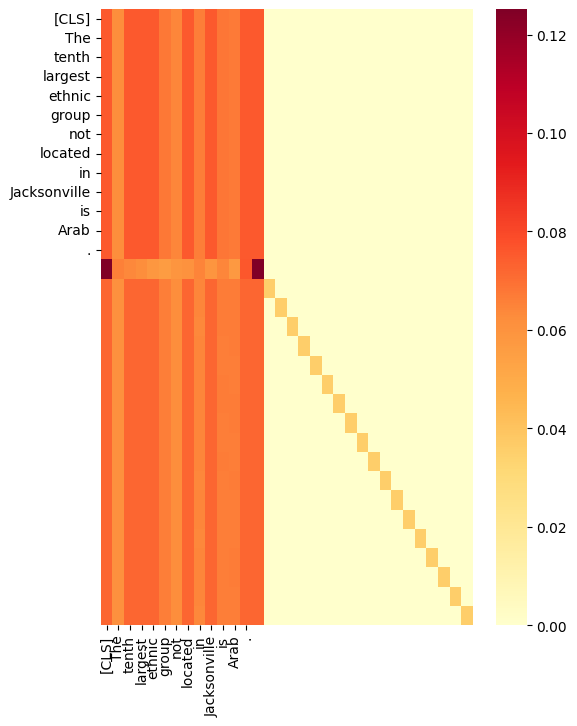 [CLS]
The
tenth
largest
ethnic
group
not
located
in
Jacksonville
is
Arab
.
0.12
0.10
0.08
0.06
0.04
0.02
0.00
[CLS]
The
tenth
largest
ethnic
group
not
located
in
Jacksonville
is
Arab
.